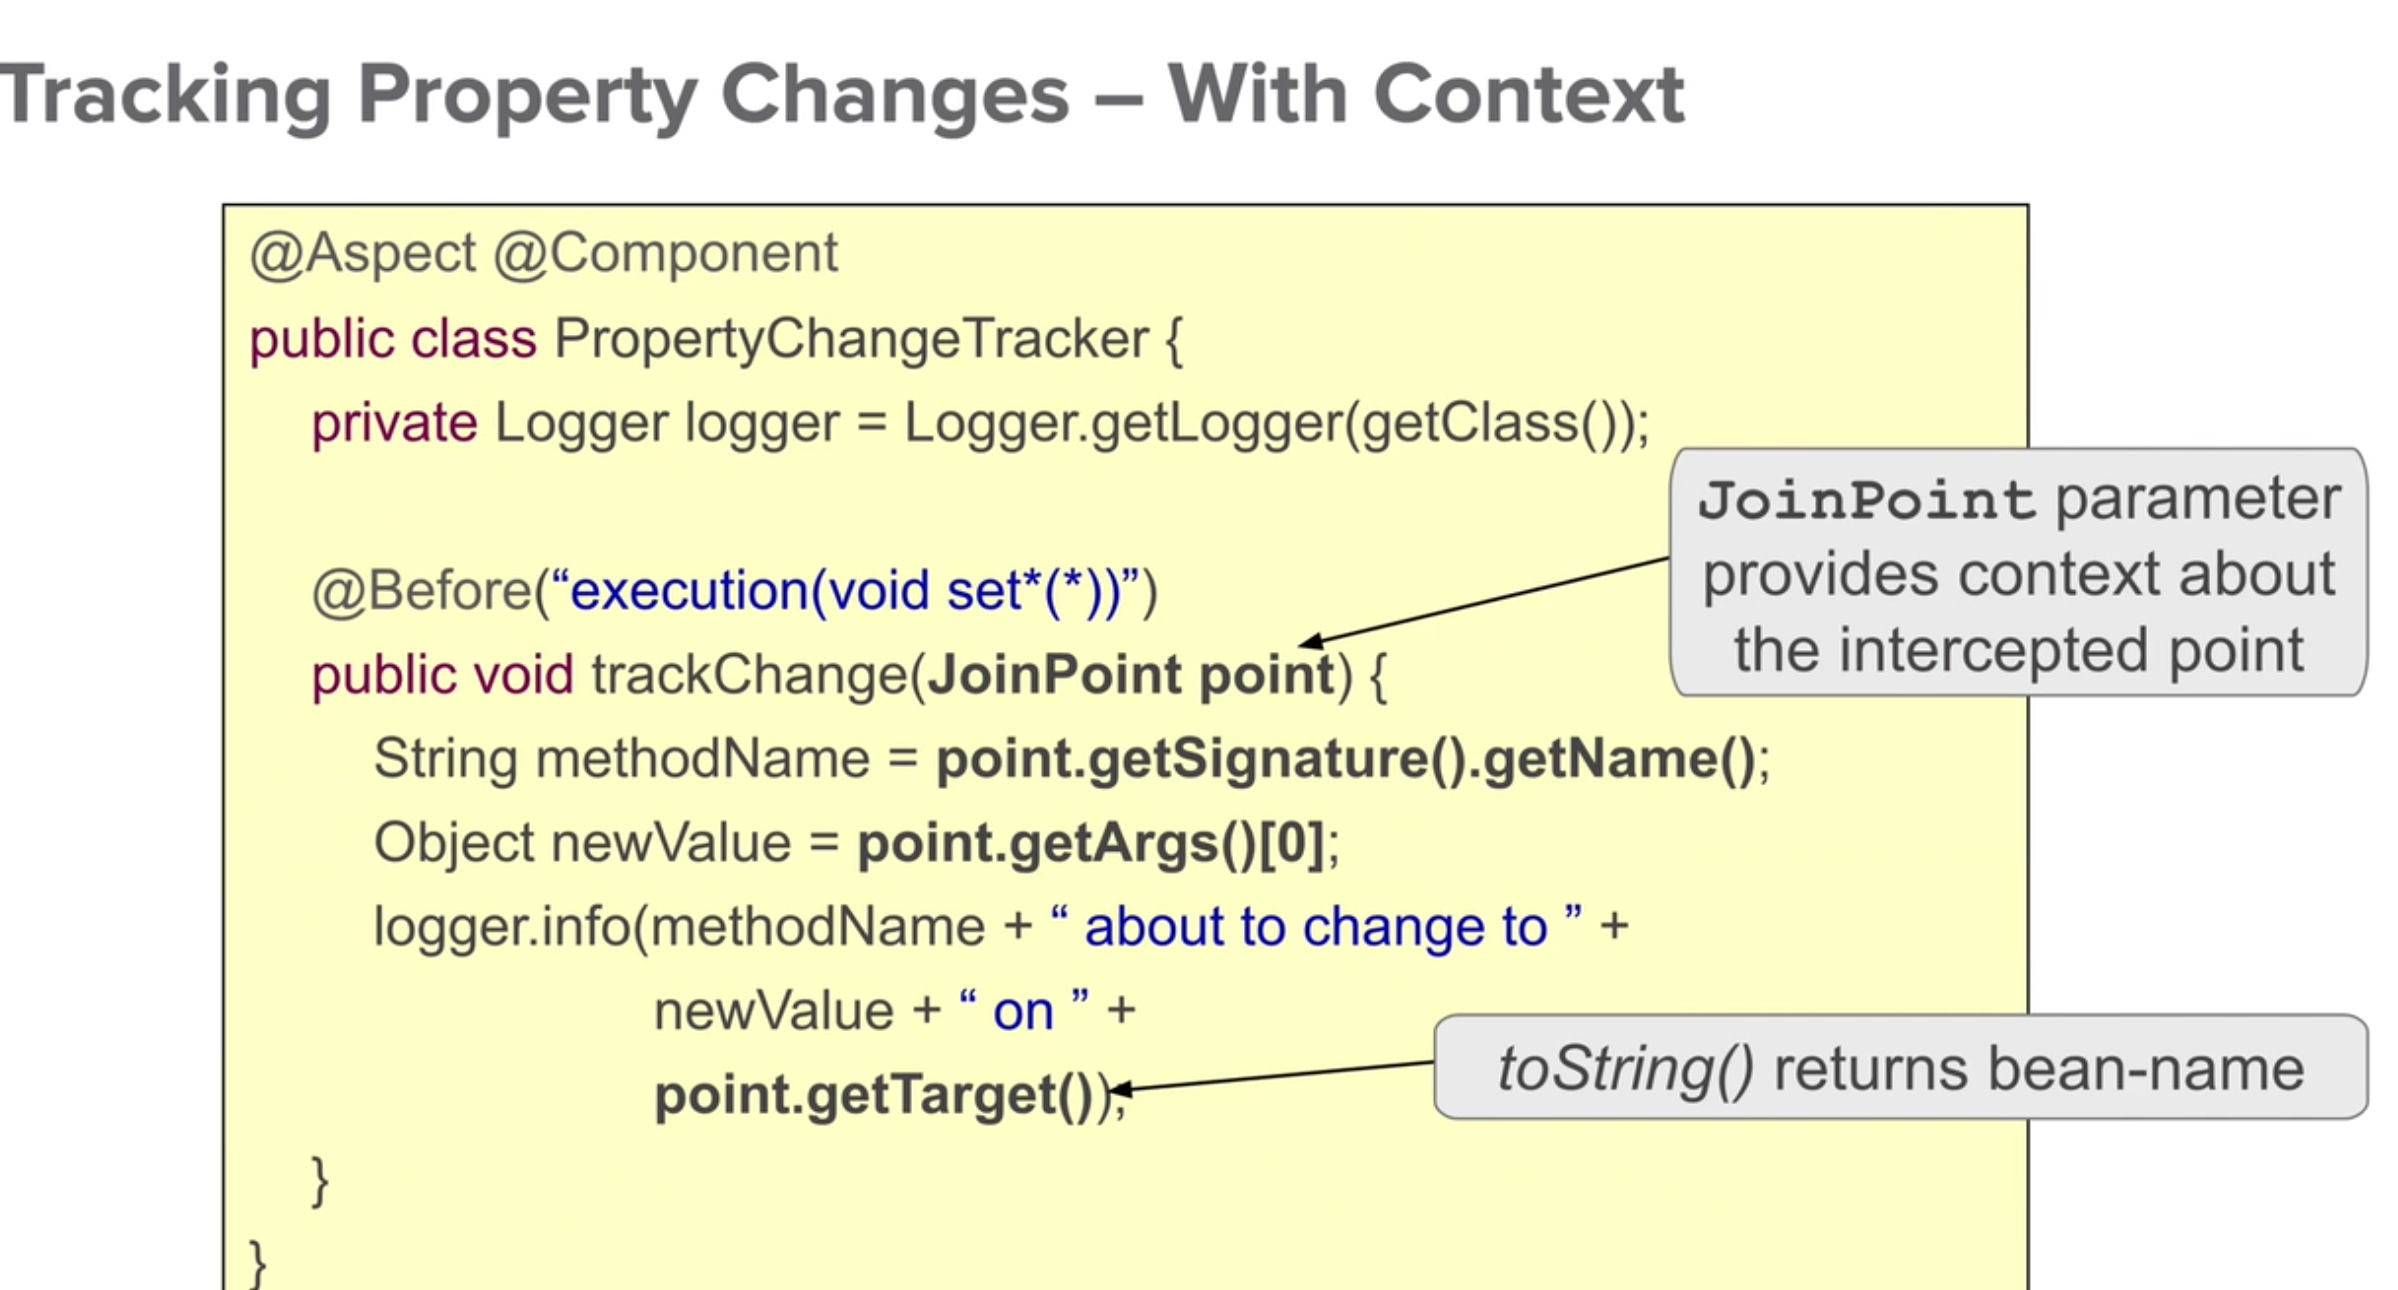 Tracking Property Changes – With Context
@Aspect @Component
public class PropertyChangeTracker {
private Logger logger = Logger.getLogger(getClass());
@Before(“execution(void set*(*))”)
public void trackChange(JoinPoint point) {
String methodName = point.getSignature().getName();
Object newValue = point.getArgs()[0];
logger.info(methodName + “ about to change to ” +
newValue + “ on ” +
point.getTarget());
}
}
JoinPoint parameter
provides context about
the intercepted point
toString() returns bean-name